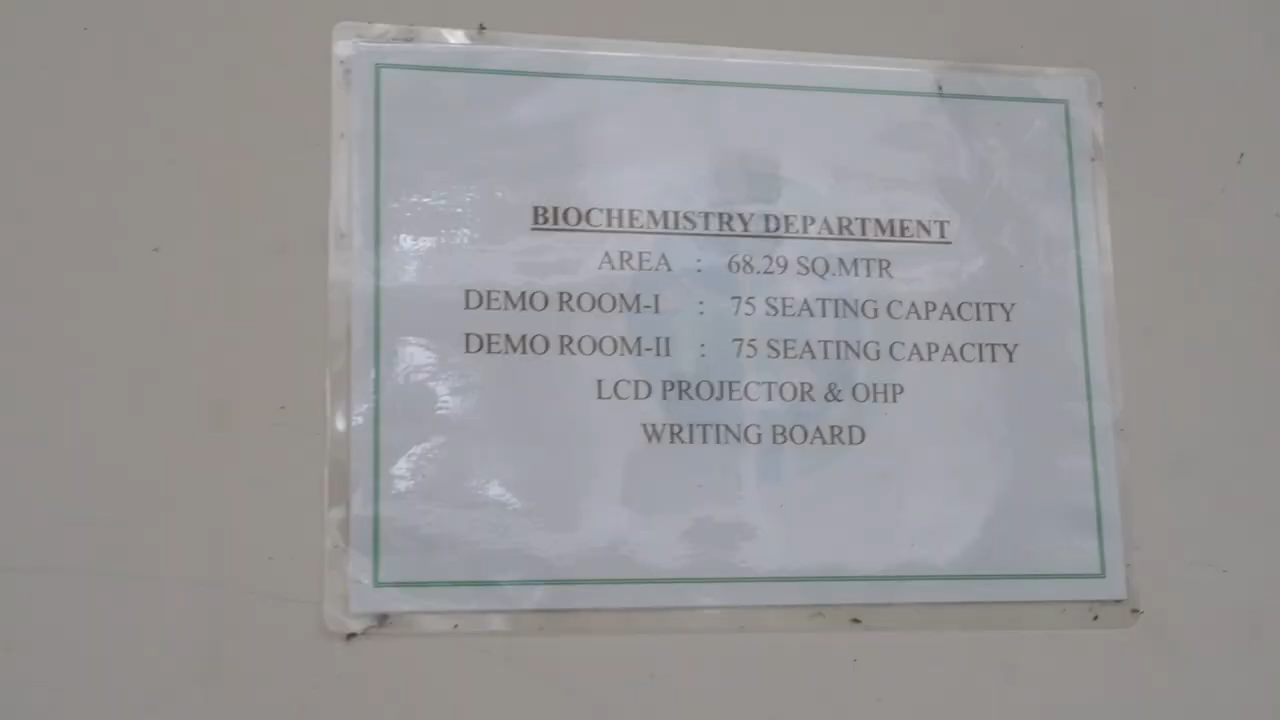 BIOCHEMISTRY DEPARTMENT
AREA : 68.29 SQ.MTR
DEMO ROOM-I : 75 SEATING CAPACITY
DEMO ROOM-II : 75 SEATING CAPACITY
LCD PROJECTOR & OHP
WRITING BOARD